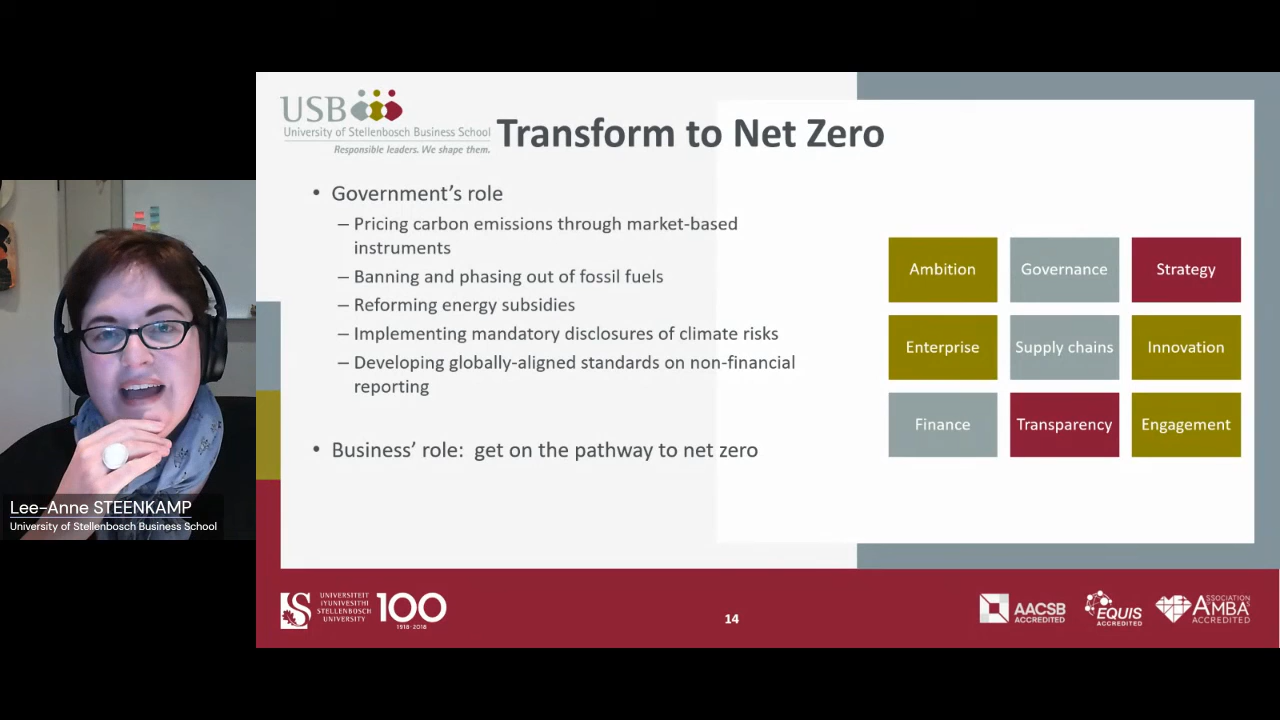 USB
University of Stellenbosch Business School
Responsible leaders. We shape them.
Transform to Net Zero
• Government’s role
– Pricing carbon emissions through market-based
instruments
– Banning and phasing out of fossil fuels
– Reforming energy subsidies
– Implementing mandatory disclosures of climate risks
– Developing globally-aligned standards on non-financial
reporting
• Business’ role:  get on the pathway to net zero
Ambition
Governance
Strategy
Enterprise
Supply chains
Innovation
Finance
Transparency
Engagement
Lee-Anne STEENKAMP
University of Stellenbosch Business School
UNIVERSITEIT
IYUNIVESITHI
STELLENBOSCH
UNIVERSITY
100
1918·2018
14
AACSB
ACCREDITED
EQUIS
ACCREDITED
ASSOCIATION
AMBA
ACCREDITED